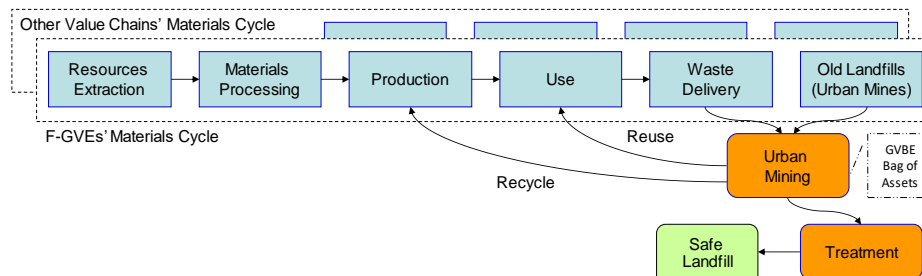 Other Value Chains' Materials Cycle
Resources
Extraction
Materials
Processing
Production
Use
Waste
Delivery
Old Landfills
(Urban Mines)
F-GVEs' Materials Cycle
Reuse
Recycle
Urban
Mining
GVBE
Bag of
Assets
Safe
Landfill
Treatment